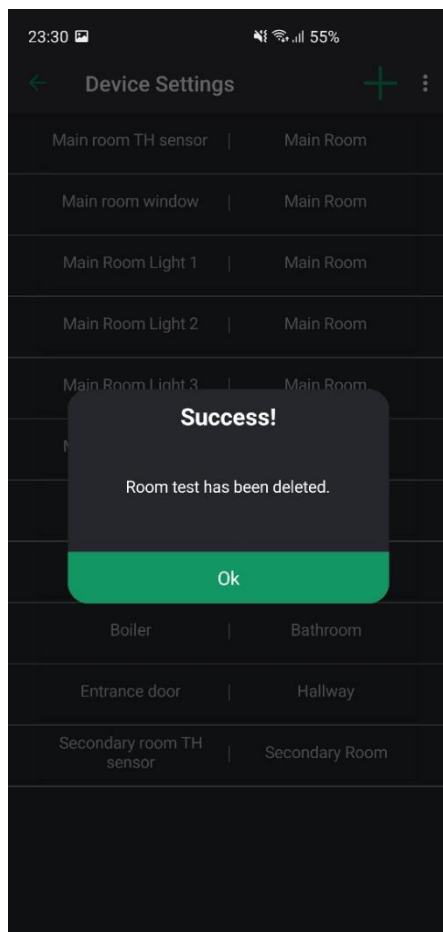 23:30 55%
Device Settings
Main room TH sensor | Main Room
Main room window | Main Room
Main Room Light 1 | Main Room
Main Room Light 2 | Main Room
Main Room Light 3 | Main Room
Success!
Room test has been deleted.
Ok
Boiler | Bathroom
Entrance door | Hallway
Secondary room TH
sensor | Secondary Room